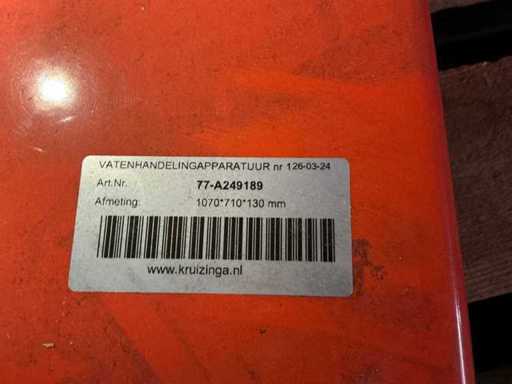 VATENHANDELINGAPPARATUUR nr 126-03-24
Art.Nr. 77-A249189
Afmeting: 1070*710*130 mm
www.kruizinga.nl